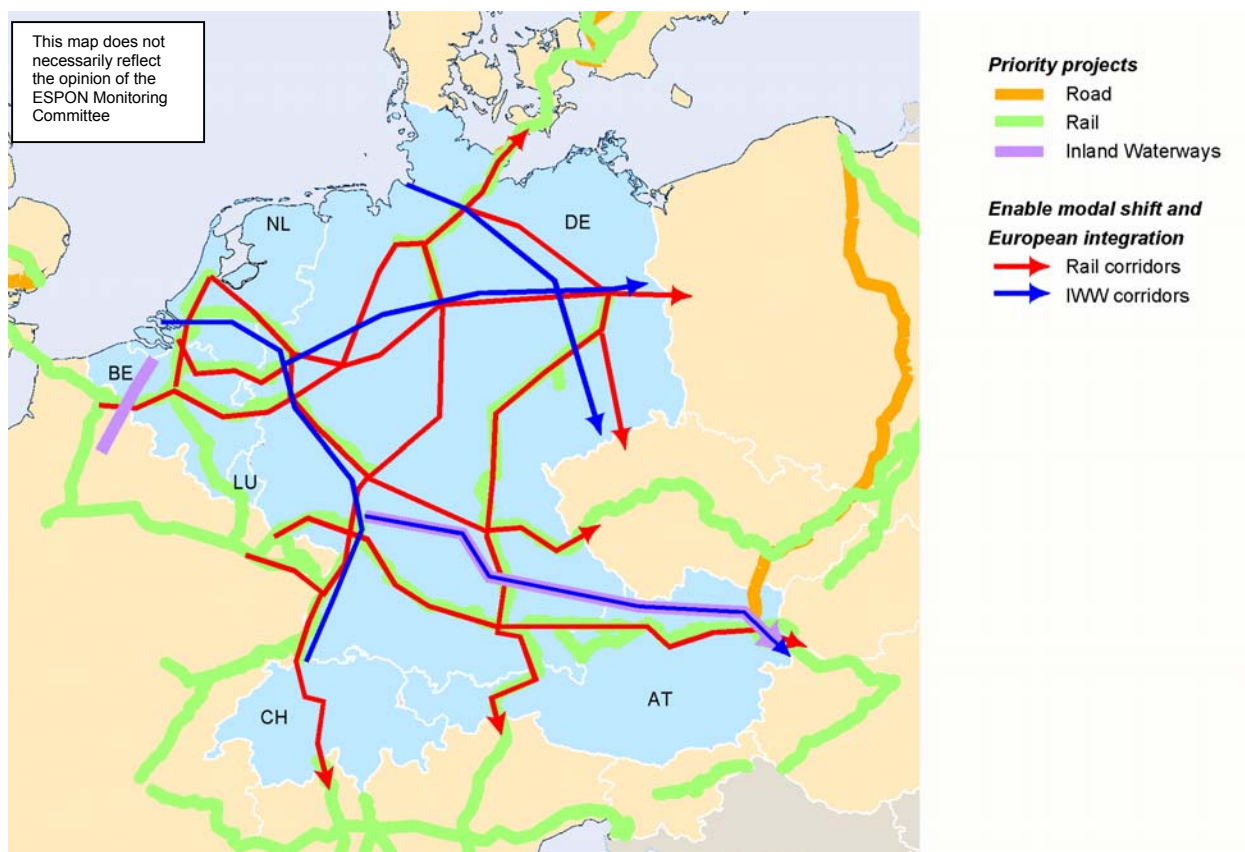 This map does not
necessarily reflect
the opinion of the
ESPON Monitoring
Committee
Priority projects
Road
Rail
Inland Waterways
Enable modal shift and
European integration
Rail corridors
IWW corridors
NL
DE
BE
LU
CH
AT